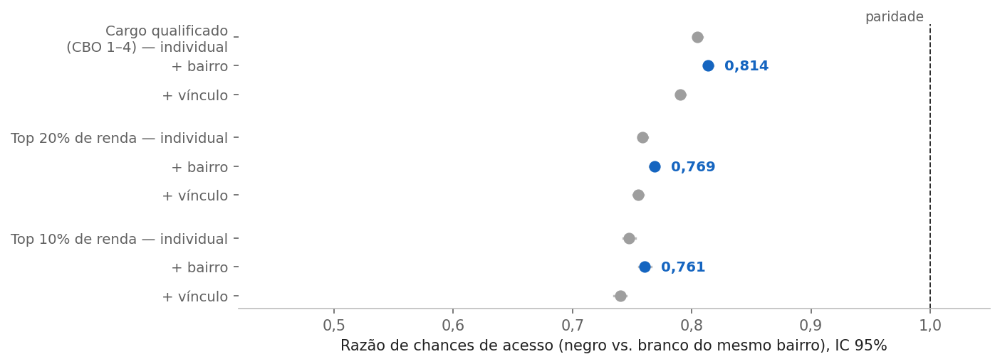 paridade
Cargo qualificado
(CBO 1–4) — individual
+ bairro
0,814
+ vínculo
Top 20% de renda — individual
+ bairro
0,769
+ vínculo
Top 10% de renda — individual
+ bairro
0,761
+ vínculo
0,5 0,6 0,7 0,8 0,9 1,0
Razão de chances de acesso (negro vs. branco do mesmo bairro), IC 95%